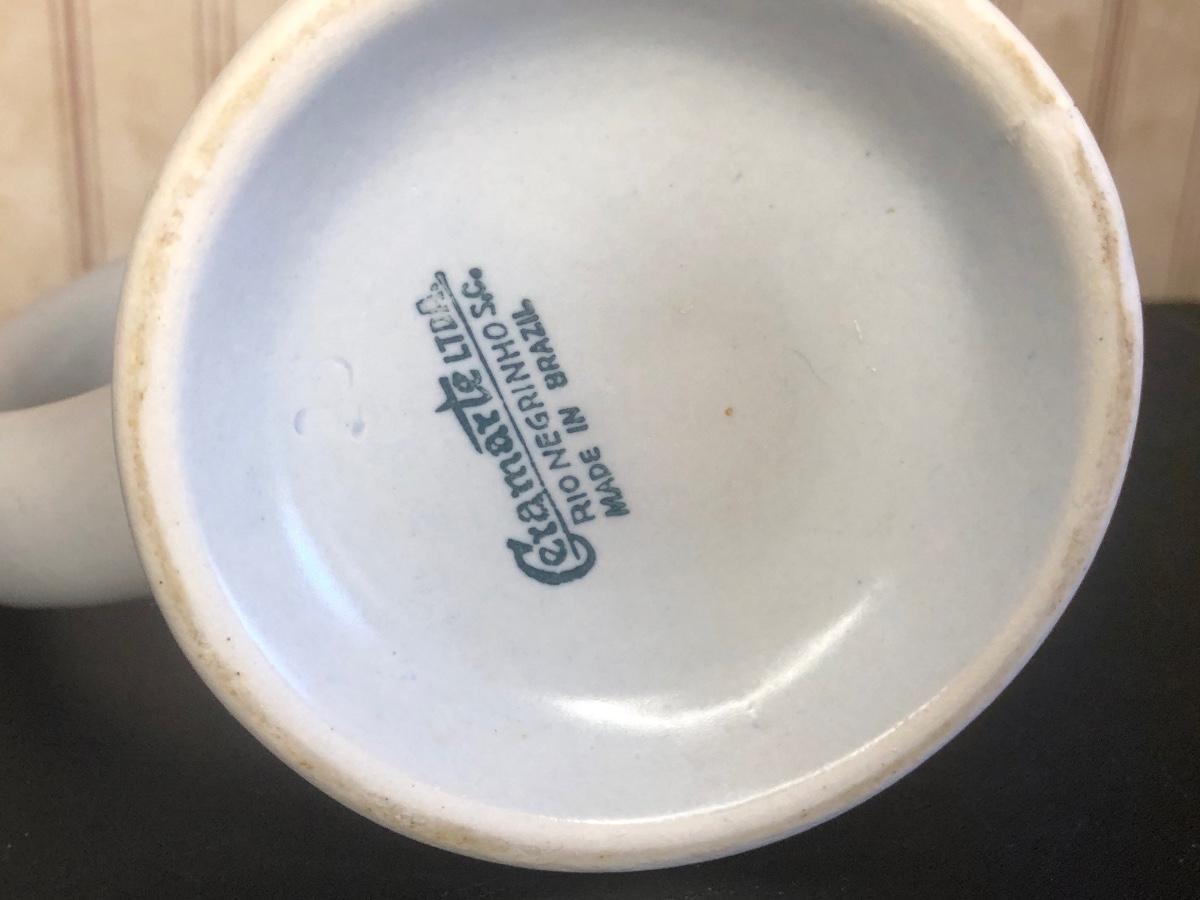 Ceramarte LTDA.
RIO NEGRINHO S.C.
MADE IN BRAZIL